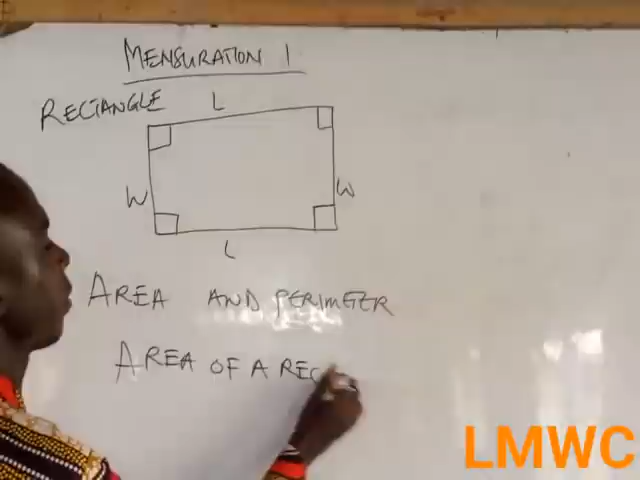 MENSURATION 1
RECTANGLE
L
W
W
L
AREA AND PERIMETER
AREA OF A REC
LMWC